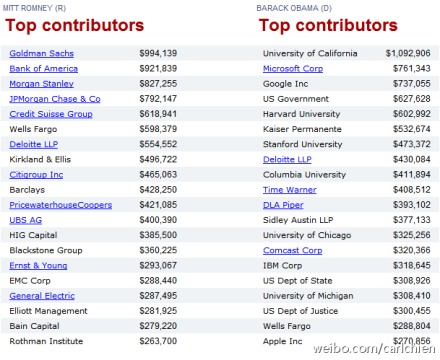 MITT ROMNEY (R)
Top contributors
Goldman Sachs $994,139
Bank of America $921,839
Morgan Stanley $827,255
JPMorgan Chase & Co $792,147
Credit Suisse Group $618,941
Wells Fargo $598,379
Deloitte LLP $554,552
Kirkland & Ellis $496,722
Citigroup Inc $465,063
Barclays $428,250
PricewaterhouseCoopers $421,085
UBS AG $400,390
HIG Capital $385,500
Blackstone Group $360,225
Ernst & Young $293,067
EMC Corp $288,440
General Electric $287,495
Elliott Management $281,925
Bain Capital $279,220
Rothman Institute $263,700
BARACK OBAMA (D)
Top contributors
University of California $1,092,906
Microsoft Corp $761,343
Google Inc $737,055
US Government $627,628
Harvard University $602,992
Kaiser Permanente $532,674
Stanford University $473,372
Deloitte LLP $430,084
Columbia University $411,894
Time Warner $408,512
DLA Piper $393,102
Sidley Austin LLP $377,133
University of Chicago $325,256
Comcast Corp $320,366
IBM Corp $318,645
US Dept of State $308,926
University of Michigan $308,410
US Dept of Justice $300,455
Wells Fargo $288,804
Apple Inc $270,856
weibo.com/carlchien